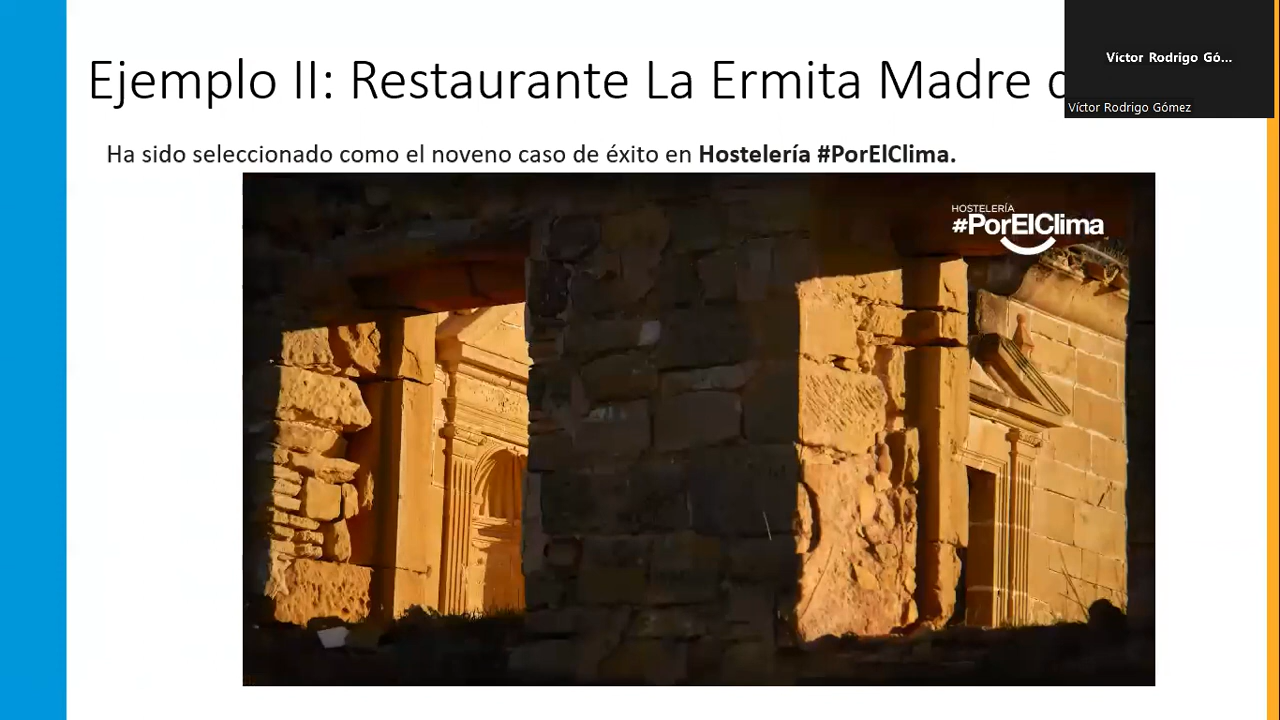 Ejemplo II: Restaurante La Ermita Madre
Víctor Rodrigo Gó...
Víctor Rodrigo Gómez
Ha sido seleccionado como el noveno caso de éxito en Hostelería #PorElClima.
HOSTELERÍA
#PorElClima